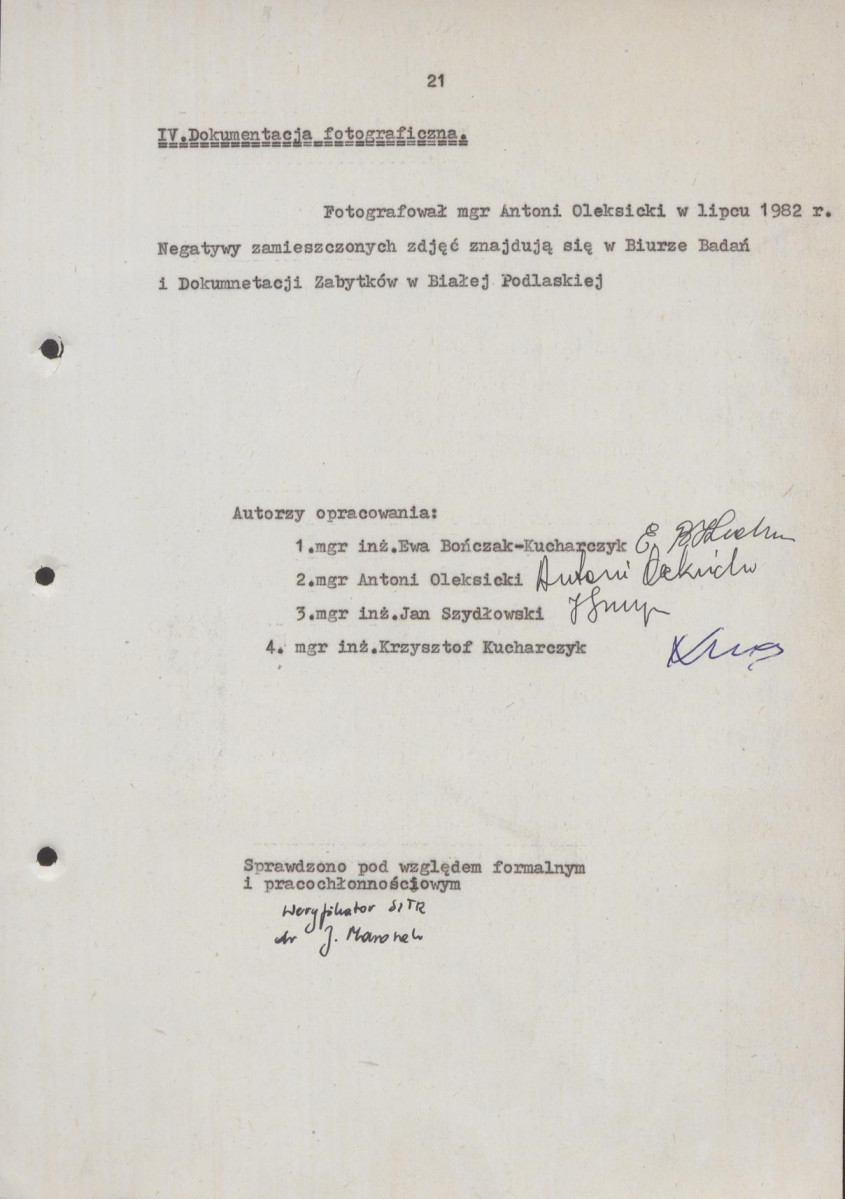 21
IV.Dokumentacja fotograficzna.
Fotografował mgr Antoni Oleksicki w lipcu 1982 r.
Negatywy zamieszczonych zdjęć znajdują się w Biurze Badań
i Dokumnetacji Zabytków w Białej Podlaskiej
Autorzy opracowania:
1.mgr inż.Ewa Bończak-Kucharczyk
2.mgr Antoni Oleksicki Antoni
3.mgr inż.Jan Szydłowski
4. mgr inż.Krzysztof Kucharczyk
Sprawdzono pod względem formalnym
i pracochłonnościowym
Weryfikator SITR
dr J.